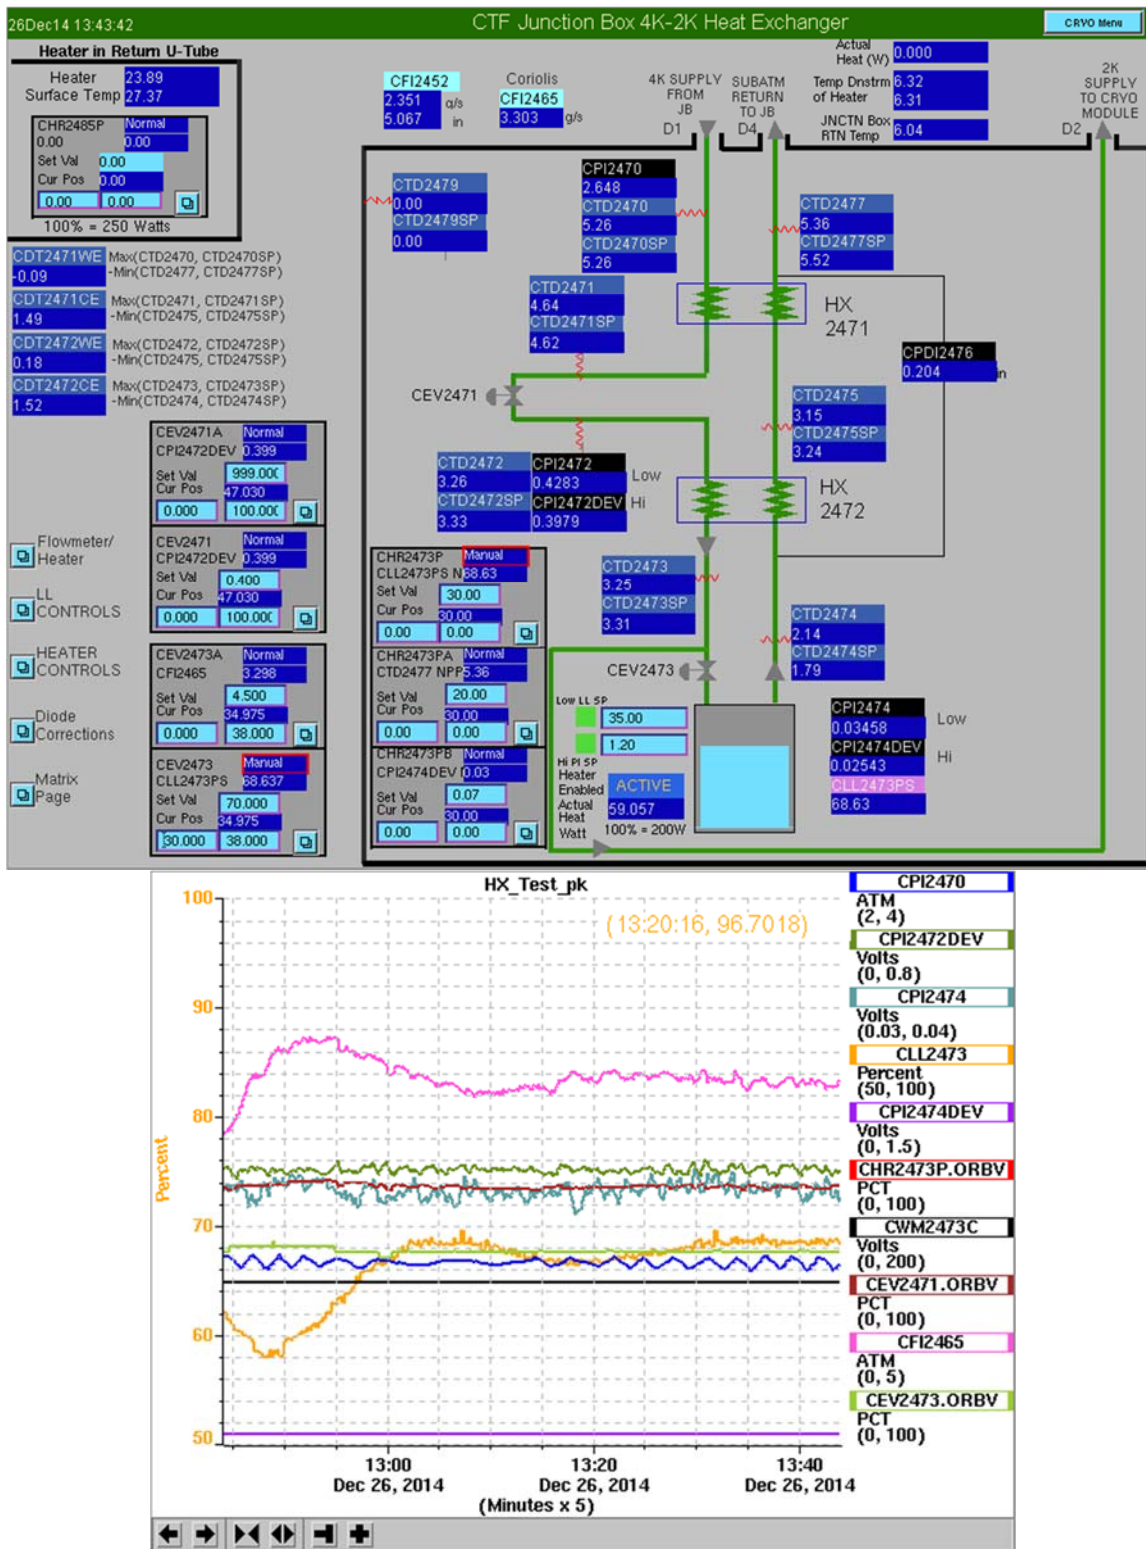 26Dec14 13:43:42
CTF Junction Box 4K-2K Heat Exchanger
CRYO Menu
Heater in Return U-Tube
Heater 23.89
Surface Temp 27.37
CHR2485P Normal
0.00 0.00
Set Val 0.00
Cur Pos 0.00
0.00 0.00
100% = 250 Watts
CFI2452
2.351 g/s
5.067 in
Coriolis
CFI2465
3.303 g/s
4K SUPPLY
FROM
JB
D1
SUBATM
RETURN
TO JB
D4
Actual
Heat (W) 0.000
Temp Dnstrm 6.32
of Heater 6.31
JNCTN Box
RTN Temp 6.04
2K
SUPPLY
TO CRYO
MODULE
D2
CTD2479
0.00
CTD2479SP
0.00
CPI2470
2.648
CTD2470
5.26
CTD2470SP
5.26
CTD2477
5.36
CTD2477SP
5.52
CDT2471WE Max(CTD2470, CTD2470SP)
-0.09 -Min(CTD2477, CTD2477SP)
CDT2471CE Max(CTD2471, CTD2471SP)
1.49 -Min(CTD2475, CTD2475SP)
CDT2472WE Max(CTD2472, CTD2472SP)
0.18 -Min(CTD2475, CTD2475SP)
CDT2472CE Max(CTD2473, CTD2473SP)
1.52 -Min(CTD2474, CTD2474SP)
CTD2471
4.64
CTD2471SP
4.62
HX
2471
CPDI2476
0.204 in
CEV2471
CTD2475
3.15
CTD2475SP
3.24
CTD2472
3.26
CTD2472SP
3.33
CPI2472
0.4283 Low
CPI2472DEV Hi
0.3979
HX
2472
CEV2471A Normal
CPI2472DEV 0.399
Set Val 999.000
Cur Pos 47.030
0.000 100.000
CEV2471 Normal
CPI2472DEV 0.399
Set Val 0.400
Cur Pos 47.030
0.000 100.000
CEV2473A Normal
CFI2465 3.298
Set Val 4.500
Cur Pos 34.975
0.000 38.000
CEV2473 Manual
CLL2473PS 68.637
Set Val 70.000
Cur Pos 34.975
30.000 38.000
Flowmeter/
Heater
LL
CONTROLS
HEATER
CONTROLS
Diode
Corrections
Matrix
Page
CHR2473P Manual
CLL2473PS N 68.63
Set Val 30.00
Cur Pos 30.00
0.00 0.00
CHR2473PA Normal
CTD2477 NPP 5.36
Set Val 20.00
Cur Pos 30.00
0.00 0.00
CHR2473PB Normal
CPI2474DEV 0.03
Set Val 0.07
Cur Pos 30.00
0.00 0.00
CTD2473
3.25
CTD2473SP
3.31
CTD2474
2.14
CTD2474SP
1.79
CEV2473
Low LL SP
35.00
1.20
Hi PI SP
Heater
Enabled ACTIVE
Actual
Heat 59.057
Watt 100% = 200W
CPI2474
0.03458 Low
CPI2474DEV
0.02543 Hi
CLL2473PS
68.63
HX_Test_pk
(13:20:16, 96.7018)
100
90
80
70
60
50
Percent
13:00
Dec 26, 2014
13:20
Dec 26, 2014
13:40
Dec 26, 2014
(Minutes x 5)
CPI2470
ATM
(2, 4)
CPI2472DEV
Volts
(0, 0.8)
CPI2474
Volts
(0.03, 0.04)
CLL2473
Percent
(50, 100)
CPI2474DEV
Volts
(0, 1.5)
CHR2473P.ORBV
PCT
(0, 100)
CWM2473C
Volts
(0, 200)
CEV2471.ORBV
PCT
(0, 100)
CFI2465
ATM
(0, 5)
CEV2473.ORBV
PCT
(0, 100)